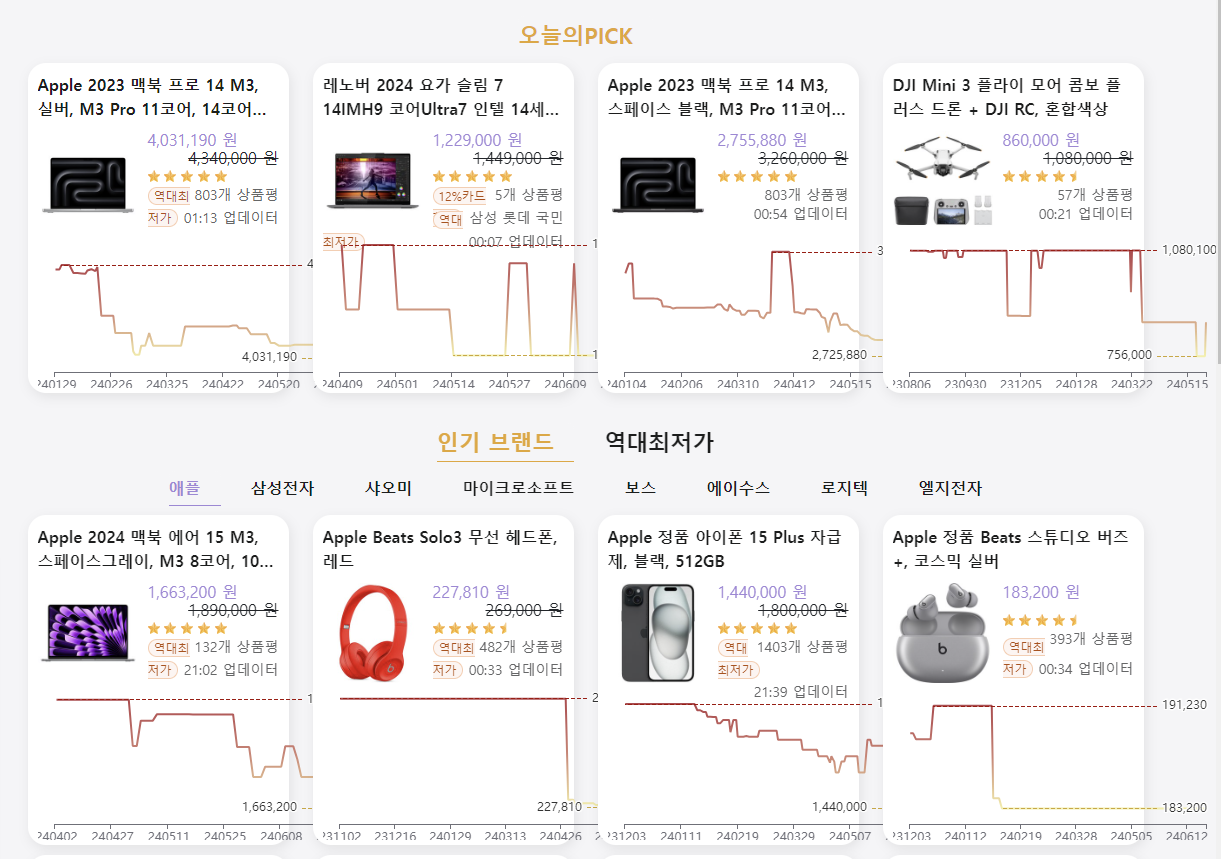 오늘의PICK
Apple 2023 맥북 프로 14 M3,
실버, M3 Pro 11코어, 14코어...
4,031,190 원
4,340,000 원
역대최 803개 상품평
저가 01:13 업데이터
4
4,031,190
240129 240226 240325 240422 240520
레노버 2024 요가 슬림 7
14IMH9 코어Ultra7 인텔 14세...
1,229,000 원
1,449,000 원
12%카드 5개 상품평
역대 삼성 롯데 국민
최저가 00:07 업데이터
1
1
240409 240501 240514 240527 240609
Apple 2023 맥북 프로 14 M3,
스페이스 블랙, M3 Pro 11코어...
2,755,880 원
3,260,000 원
803개 상품평
00:54 업데이터
3
2,725,880
240104 240206 240310 240412 240515
DJI Mini 3 플라이 모어 콤보 플
러스 드론 + DJI RC, 혼합색상
860,000 원
1,080,000 원
57개 상품평
00:21 업데이터
1,080,100
756,000
230806 230930 231205 240128 240322 240515
인기 브랜드 역대최저가
애플 삼성전자 샤오미 마이크로소프트 보스 에이수스 로지텍 엘지전자
Apple 2024 맥북 에어 15 M3,
스페이스그레이, M3 8코어, 10...
1,663,200 원
1,890,000 원
역대최 132개 상품평
저가 21:02 업데이터
1
1,663,200
240402 240427 240511 240525 240608
Apple Beats Solo3 무선 헤드폰,
레드
227,810 원
269,000 원
역대최 482개 상품평
저가 00:33 업데이터
2
227,810
231102 231216 240129 240313 240426
Apple 정품 아이폰 15 Plus 자급
제, 블랙, 512GB
1,440,000 원
1,800,000 원
역대 1403개 상품평
최저가
21:39 업데이터
1
1,440,000
231203 240111 240219 240329 240507
Apple 정품 Beats 스튜디오 버즈
+, 코스믹 실버
183,200 원
393개 상품평
역대최
저가 00:34 업데이터
191,230
183,200
231203 240112 240219 240328 240505 240612